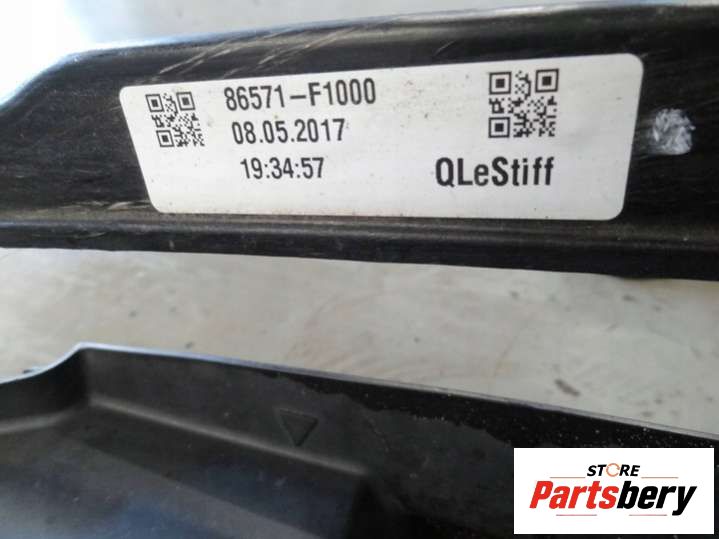 86571-F1000
08.05.2017
19:34:57
QLeStiff
STORE
Partsbery